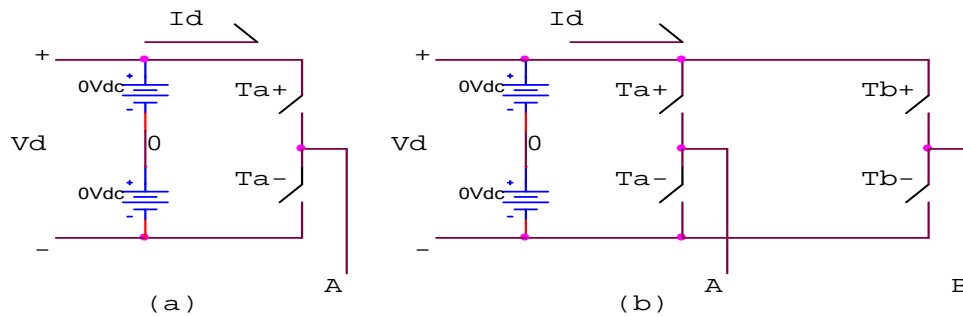 Id
+
0Vdc
+
-
Ta+
Vd
0
0Vdc
+
-
Ta-
-
A
(a)
Id
+
0Vdc
+
-
Ta+
Tb+
Vd
0
0Vdc
+
-
Ta-
Tb-
-
A
(b)